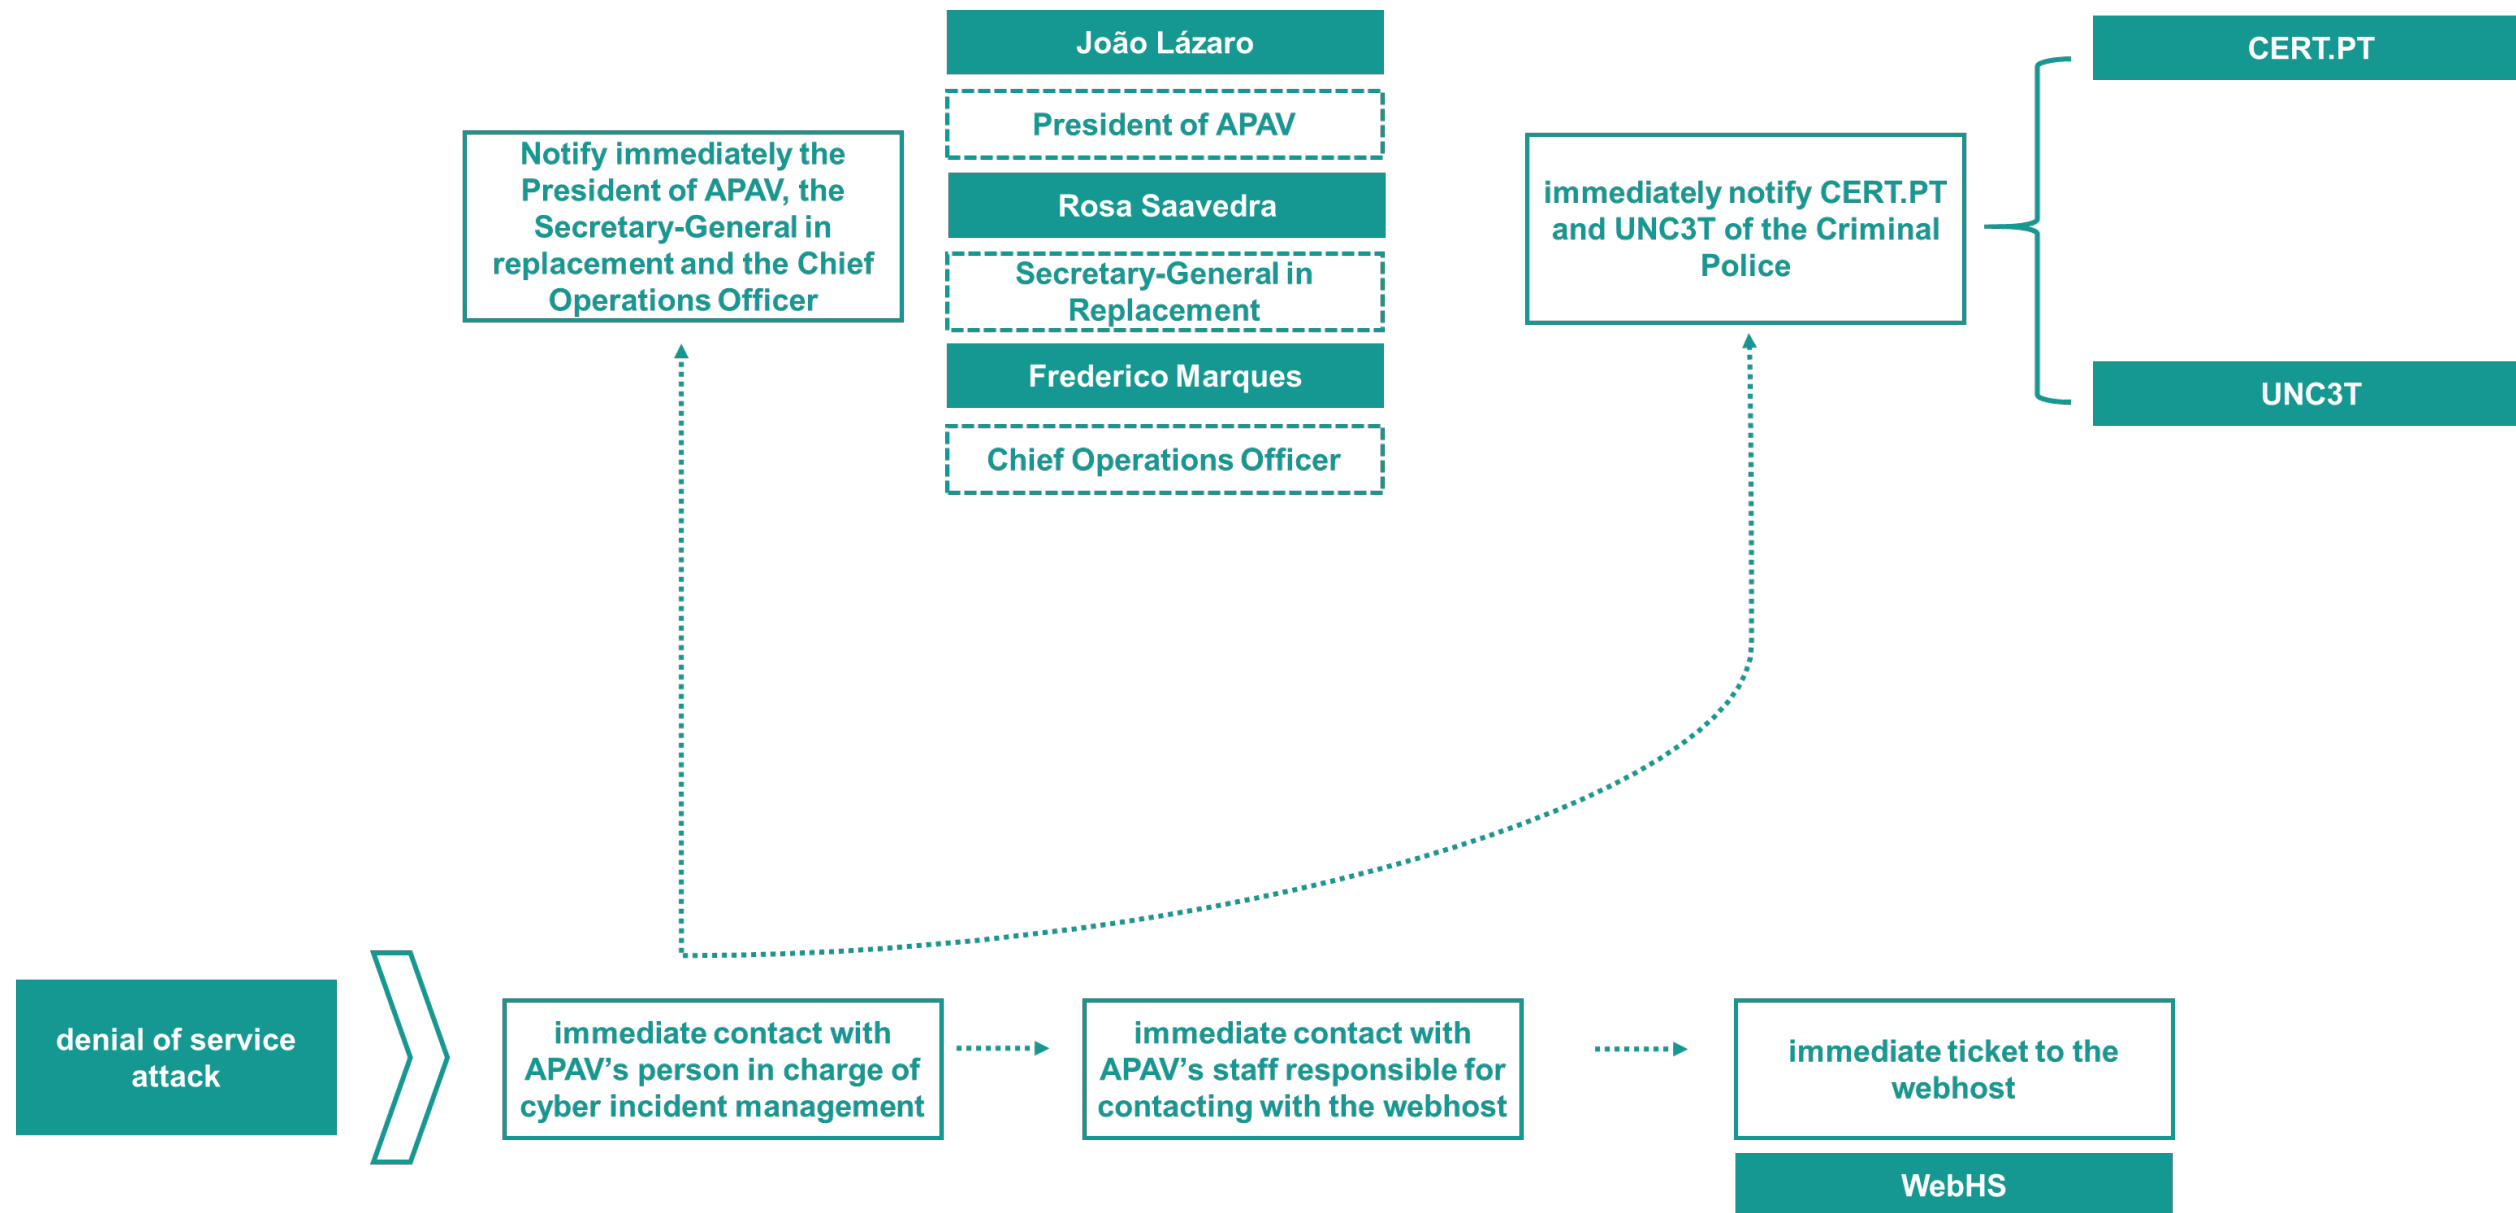 João Lázaro
President of APAV
Rosa Saavedra
Secretary-General in
Replacement
Frederico Marques
Chief Operations Officer
Notify immediately the
President of APAV, the
Secretary-General in
replacement and the Chief
Operations Officer
immediately notify CERT.PT
and UNC3T of the Criminal
Police
CERT.PT
UNC3T
denial of service
attack
immediate contact with
APAV’s person in charge of
cyber incident management
immediate contact with
APAV’s staff responsible for
contacting with the webhost
immediate ticket to the
webhost
WebHS